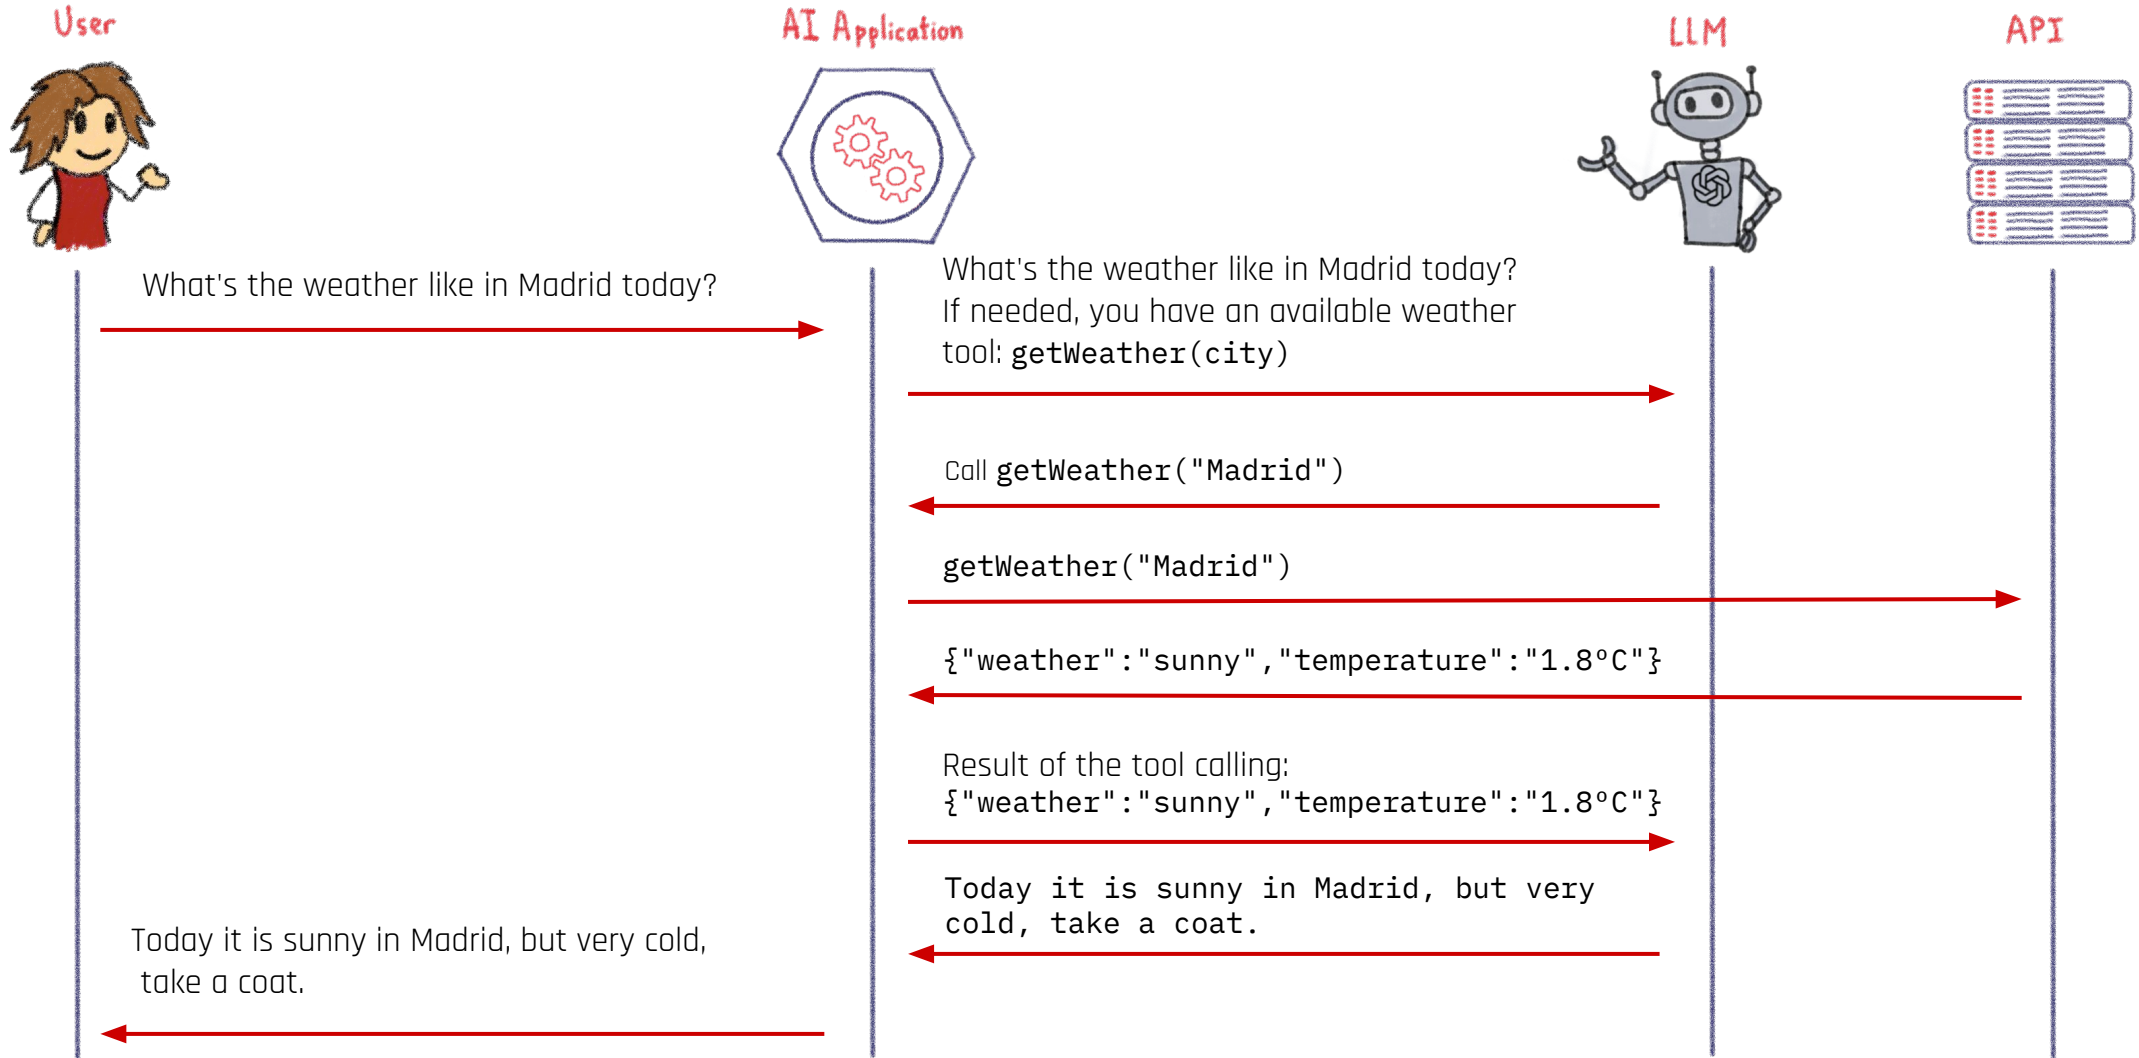 User
AI Application
LLM
API
What's the weather like in Madrid today?
What's the weather like in Madrid today?
If needed, you have an available weather
tool: getWeather(city)
Call getWeather("Madrid")
getWeather("Madrid")
{"weather":"sunny","temperature":"1.8ºC"}
Result of the tool calling:
{"weather":"sunny","temperature":"1.8ºC"}
Today it is sunny in Madrid, but very
cold, take a coat.
Today it is sunny in Madrid, but very cold,
take a coat.